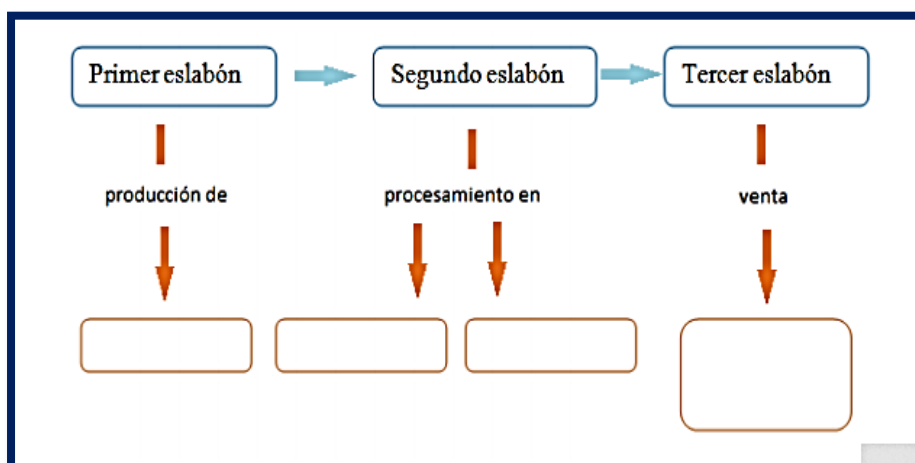 Primer eslabón
Segundo eslabón
Tercer eslabón
producción de
procesamiento en
venta